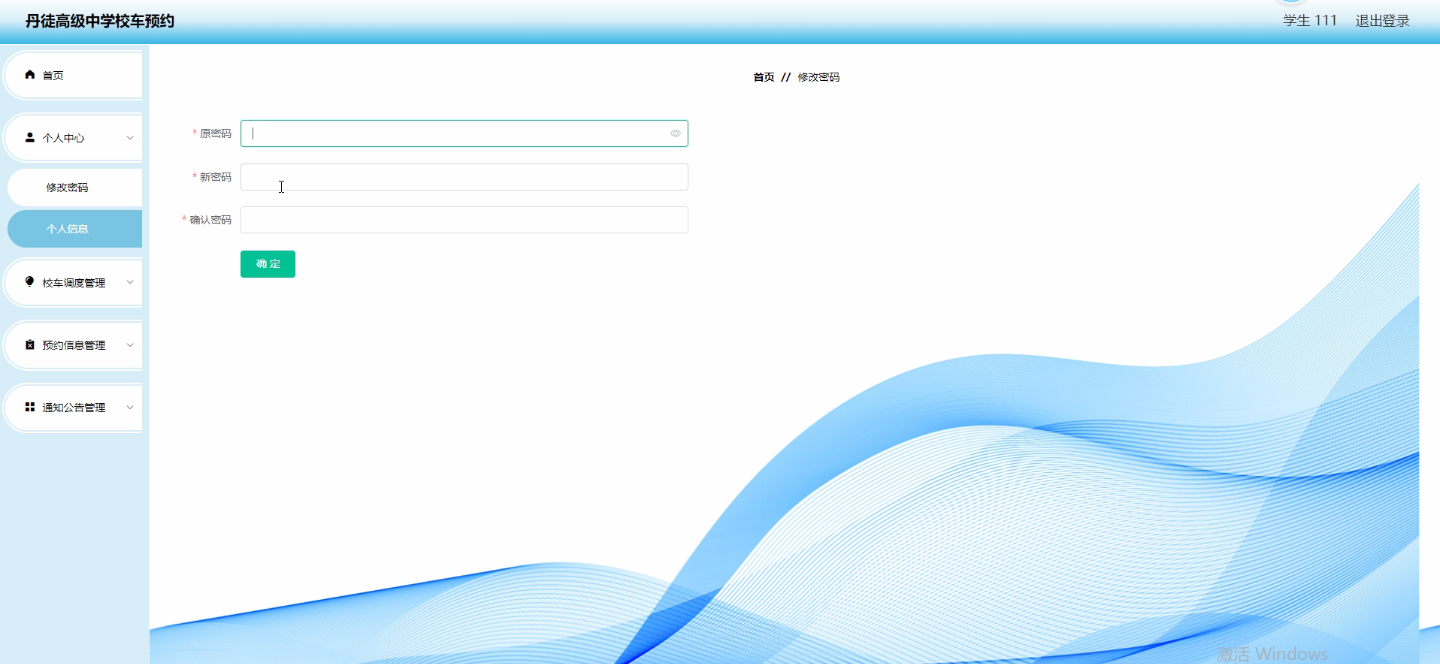 丹徒高级中学校车预约
学生 111 退出登录
首页
个人中心
修改密码
个人信息
校车调度管理
预约信息管理
通知公告管理
首页 // 修改密码
* 原密码
* 新密码
* 确认密码
确 定
激活 Windows